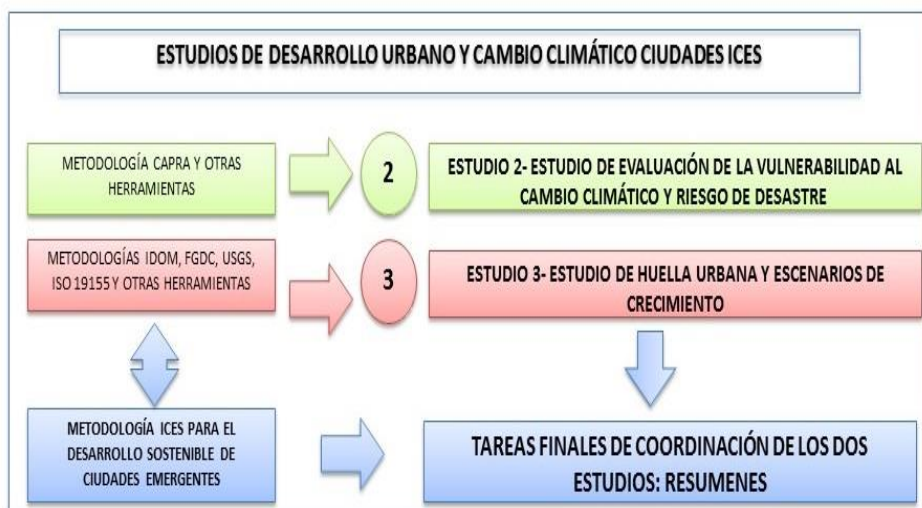 ESTUDIOS DE DESARROLLO URBANO Y CAMBIO CLIMÁTICO CIUDADES ICES
METODOLOGÍA CAPRA Y OTRAS
HERRAMIENTAS
2
ESTUDIO 2- ESTUDIO DE EVALUACIÓN DE LA VULNERABILIDAD AL
CAMBIO CLIMÁTICO Y RIESGO DE DESASTRE
METODOLOGÍAS IDOM, FGDC, USGS,
ISO 19155 Y OTRAS HERRAMIENTAS
3
ESTUDIO 3- ESTUDIO DE HUELLA URBANA Y ESCENARIOS DE
CRECIMIENTO
METODOLOGÍA ICES PARA EL
DESARROLLO SOSTENIBLE DE
CIUDADES EMERGENTES
TAREAS FINALES DE COORDINACIÓN DE LOS DOS
ESTUDIOS: RESUMENES